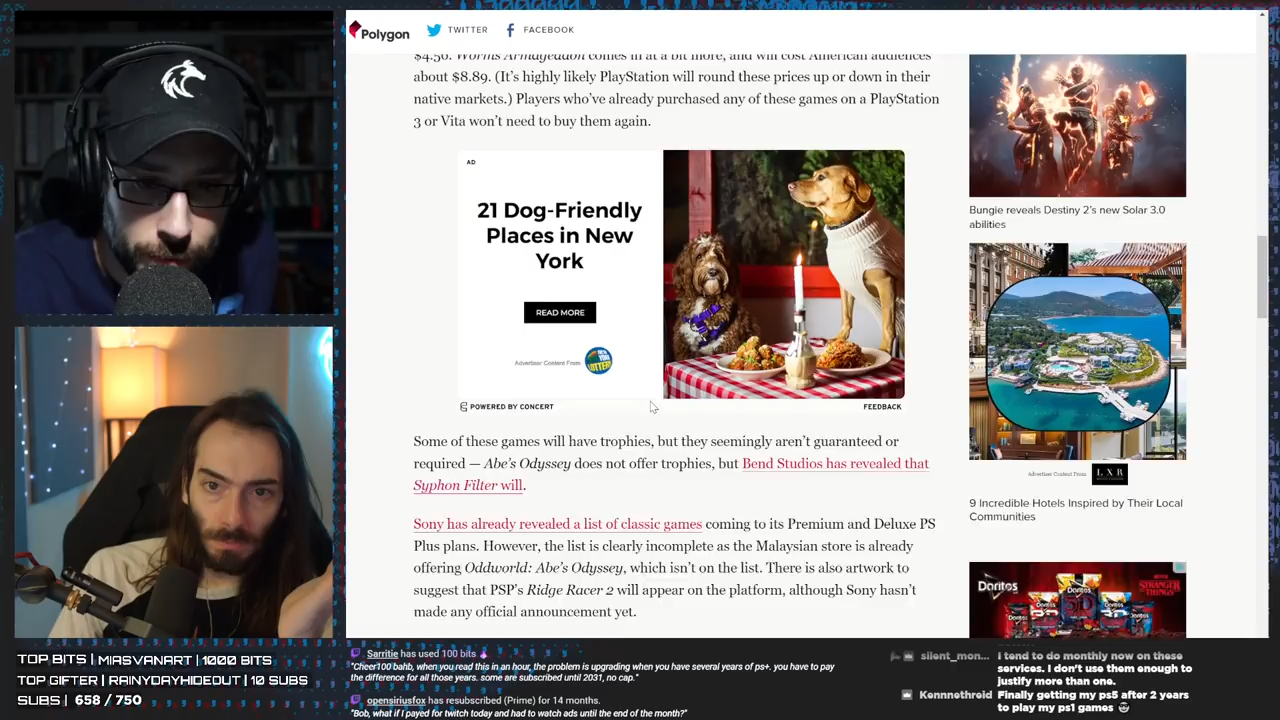 Polygon
TWITTER
FACEBOOK
$4.50. Worms Armageddon comes in at a bit more, and will cost American audiences
about $8.89. (It's highly likely PlayStation will round these prices up or down in their
native markets.) Players who've already purchased any of these games on a PlayStation
3 or Vita won't need to buy them again.
AD
21 Dog-Friendly
Places in New
York
READ MORE
Advertiser Content From
POWERED BY CONCERT
FEEDBACK
Some of these games will have trophies, but they seemingly aren't guaranteed or
required — Abe's Odyssey does not offer trophies, but Bend Studios has revealed that
Syphon Filter will.
Sony has already revealed a list of classic games coming to its Premium and Deluxe PS
Plus plans. However, the list is clearly incomplete as the Malaysian store is already
offering Oddworld: Abe's Odyssey, which isn't on the list. There is also artwork to
suggest that PSP's Ridge Racer 2 will appear on the platform, although Sony hasn't
made any official announcement yet.
Bungie reveals Destiny 2's new Solar 3.0
abilities
Advertiser Content From
LXR
9 Incredible Hotels Inspired by Their Local
Communities
Doritos
STRANGER
THINGS
TOP BITS | MIRISVANART | 1000 BITS
TOP GIFTER | RAINYDAYHIDEOUT | 10 SUBS
SUBS | 658 / 750
Sarritie has used 100 bits
"Cheer100 bahb, when you read this in an hour, the problem is upgrading when you have several years of ps+. you have to pay
the difference for all those years. some are subscribed until 2031, no cap."
opensiriusfox has resubscribed (Prime) for 14 months.
"Bob, what if I payed for twitch today and had to watch ads until the end of the month?"
silent_mon...
I tend to do monthly now on these
services. I don't use them enough to
justify more than one.
Kennnethreid
Finally getting my ps5 after 2 years
to play my ps1 games